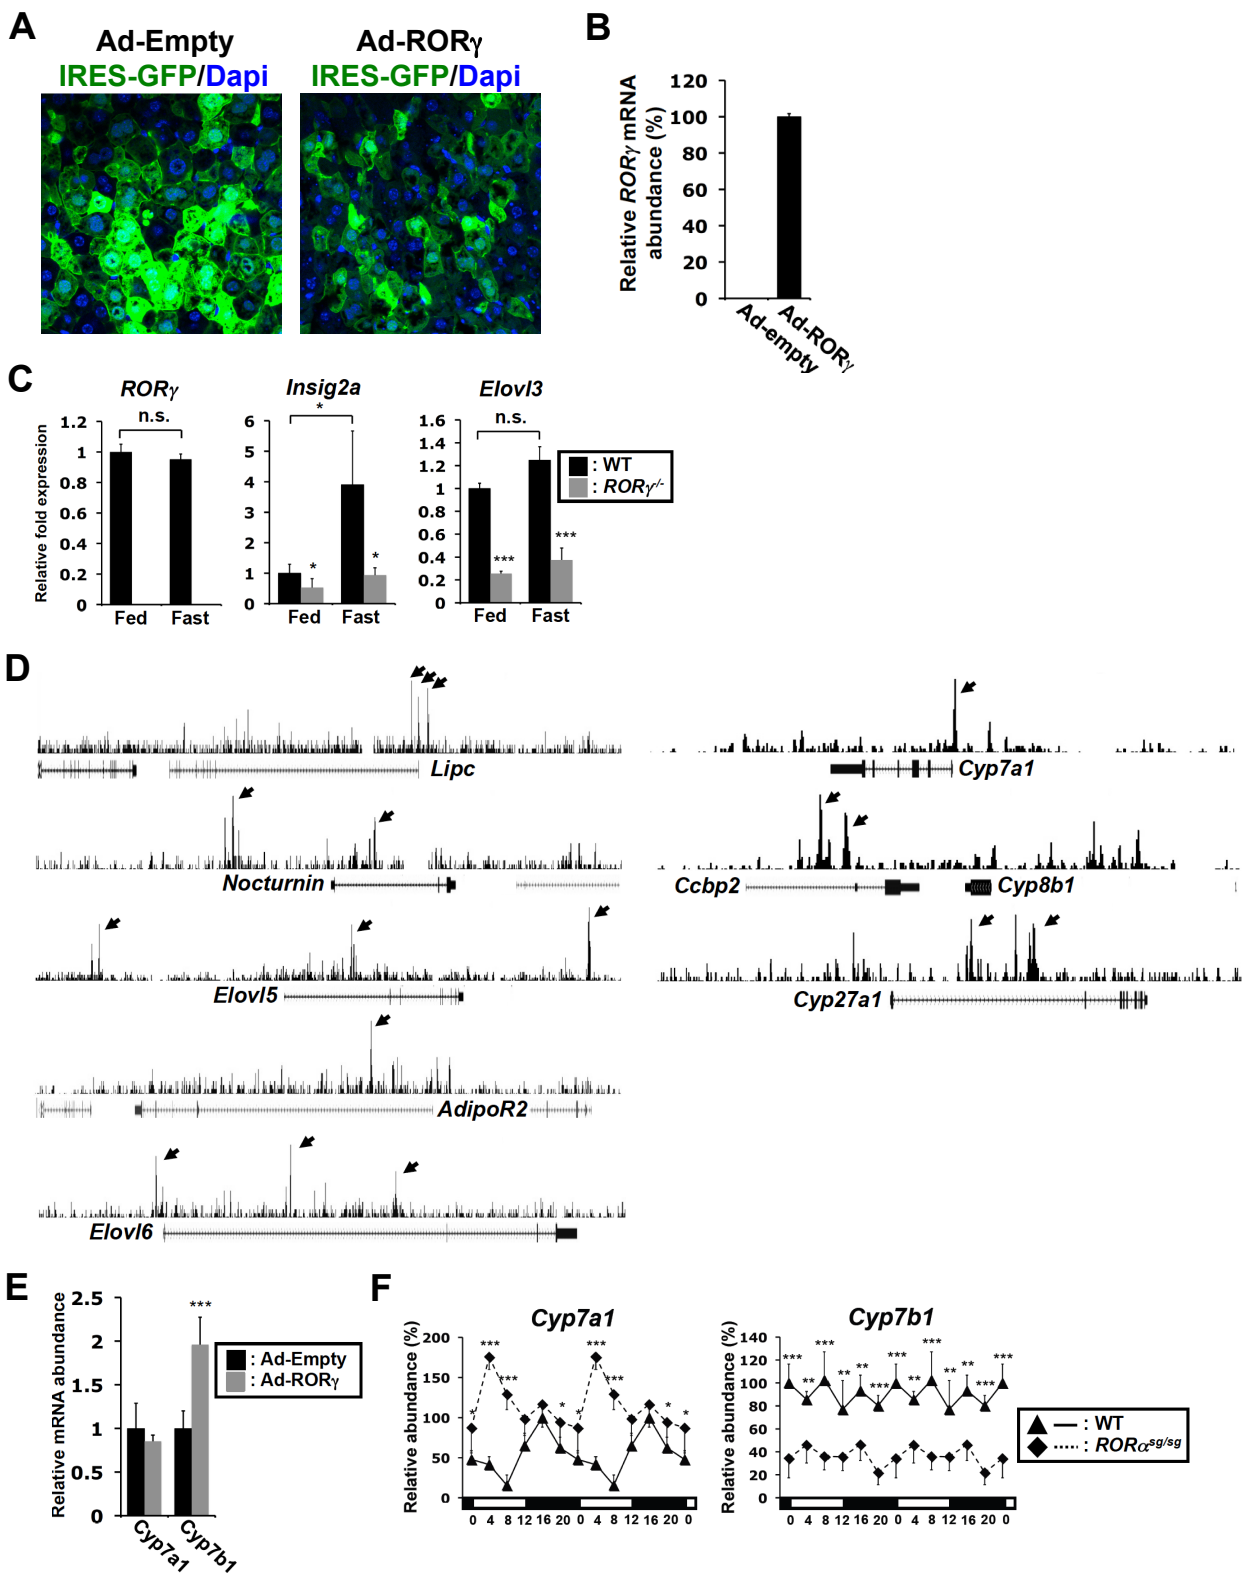 A
Ad-Empty
IRES-GFP/Dapi
Ad-RORγ
IRES-GFP/Dapi
B
Relative RORγ mRNA
abundance (%)
120
100
80
60
40
20
0
Ad-empty
Ad-RORγ
C
Relative fold expression
RORγ
n.s.
1.2
1
0.8
0.6
0.4
0.2
0
Fed
Fast
Insig2a
*
6
5
4
3
2
1
0
*
*
Fed
Fast
Elovl3
n.s.
1.6
1.4
1.2
1
0.8
0.6
0.4
0.2
0
***
***
Fed
Fast
: WT
: RORγ-/-
D
Lipc
Cyp7a1
Nocturnin
Ccbp2
Cyp8b1
Elovl5
Cyp27a1
AdipoR2
Elovl6
E
Relative mRNA abundance
2.5
2
1.5
1
0.5
0
***
Cyp7a1
Cyp7b1
: Ad-Empty
: Ad-RORγ
F
Cyp7a1
Relative abundance (%)
200
150
100
50
0
* *** *** * * *** *** * *
0 4 8 12 16 20 0 4 8 12 16 20 0
Cyp7b1
Relative abundance (%)
140
120
100
80
60
40
20
0
*** ** *** ** ** *** *** ** *** ** ** *** ***
0 4 8 12 16 20 0 4 8 12 16 20 0
: WT
: RORαsg/sg